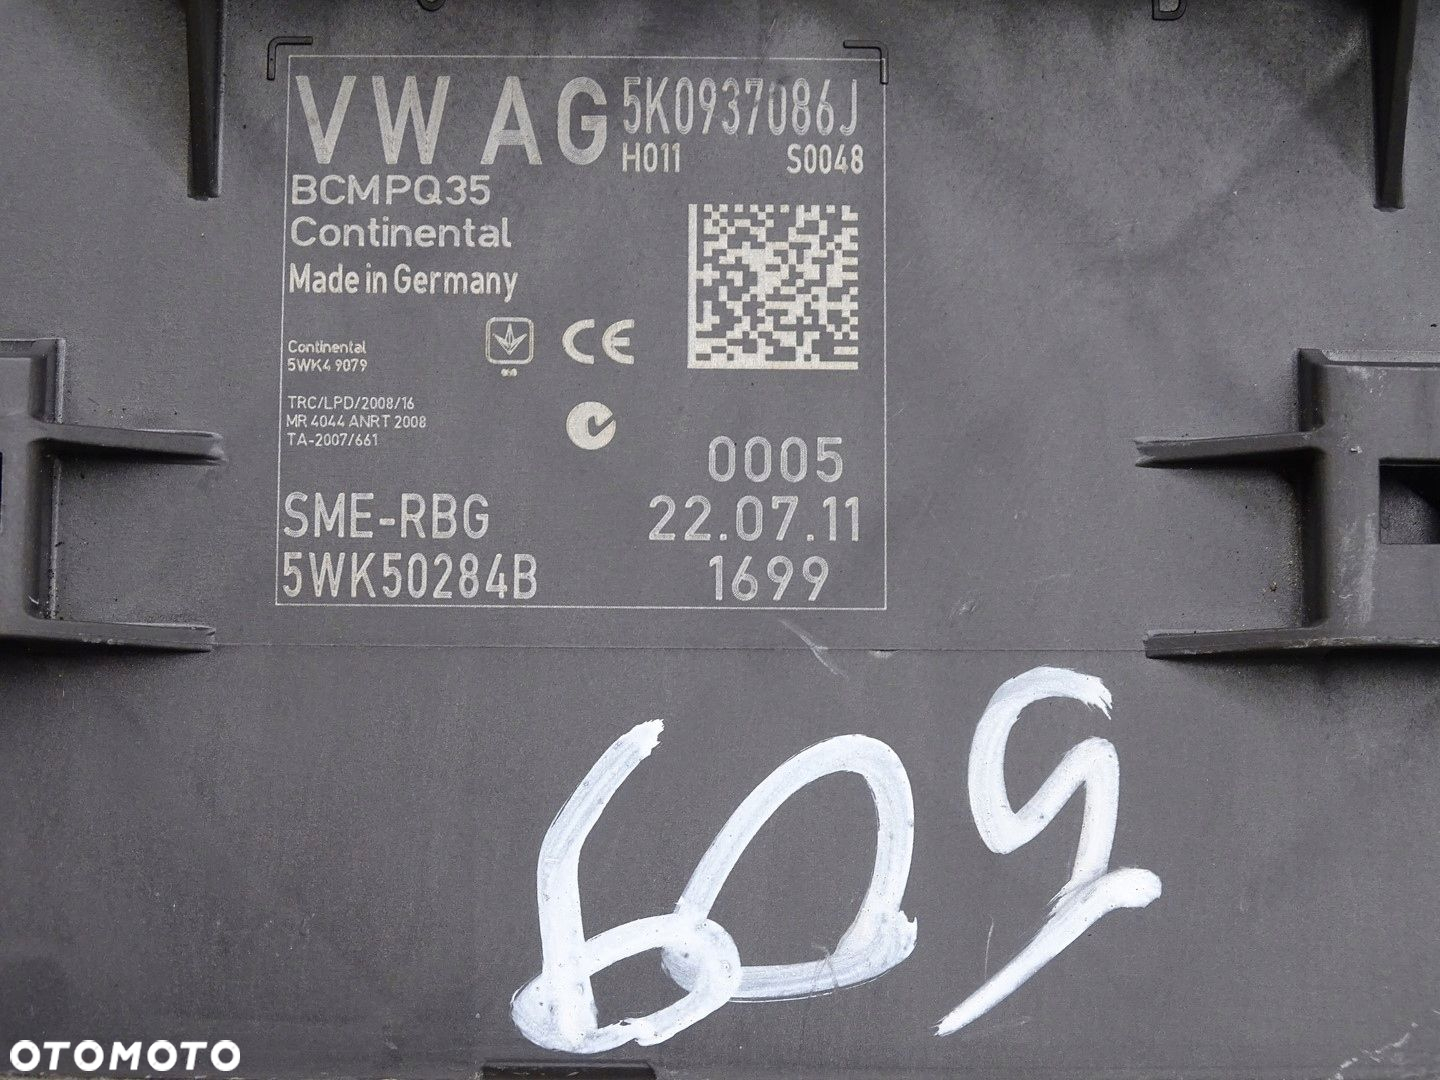 VW AG 5K0937086J
H011 S0048
BCMPQ35
Continental
Made in Germany
Continental
5WK4 9079
CE
TRC/LPD/2008/16
MR 4044 ANRT 2008
TA-2007/661
0005
SME-RBG 22.07.11
5WK50284B 1699
609
OTOMOTO